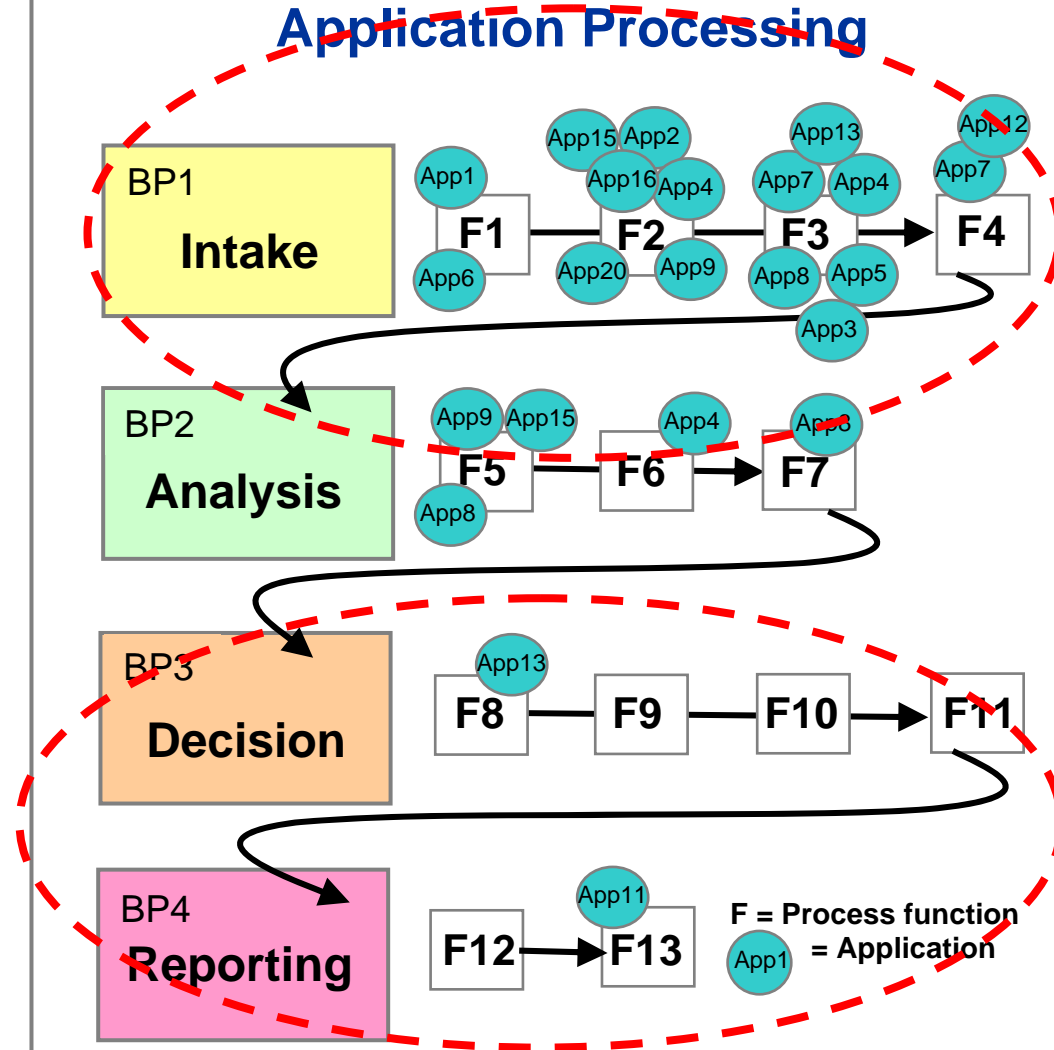 Application Processing
App15 App2 App13 App12
App1 App16 App4 App7 App4 App7
BP1
Intake
F1 F2 F3 F4
App6 App20 App9 App8 App5
App3
BP2
Analysis
App9 App15 App4 App8
F5 F6 F7
App8
BP3
Decision
App13
F8 F9 F10 F11
BP4
Reporting
App11
F12 F13
F = Process function
App1 = Application